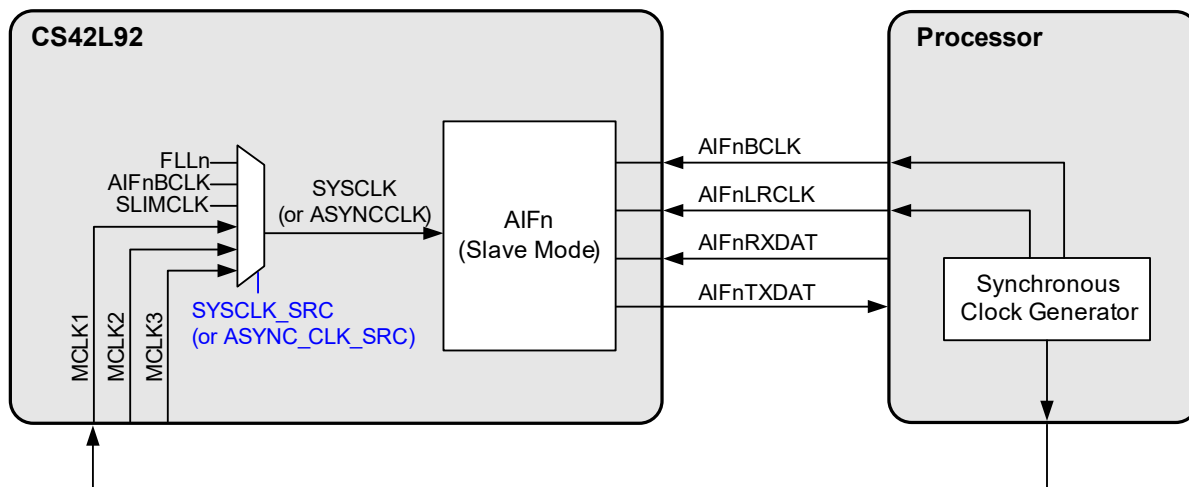 CS42L92
Processor
FLLn
AIFnBCLK
SLIMCLK
SYSCLK
(or ASYNCCLK)
SYSCLK_SRC
(or ASYNC_CLK_SRC)
MCLK1
MCLK2
MCLK3
AIFn
(Slave Mode)
AIFnBCLK
AIFnLRCLK
AIFnRXDAT
AIFnTXDAT
Synchronous
Clock Generator